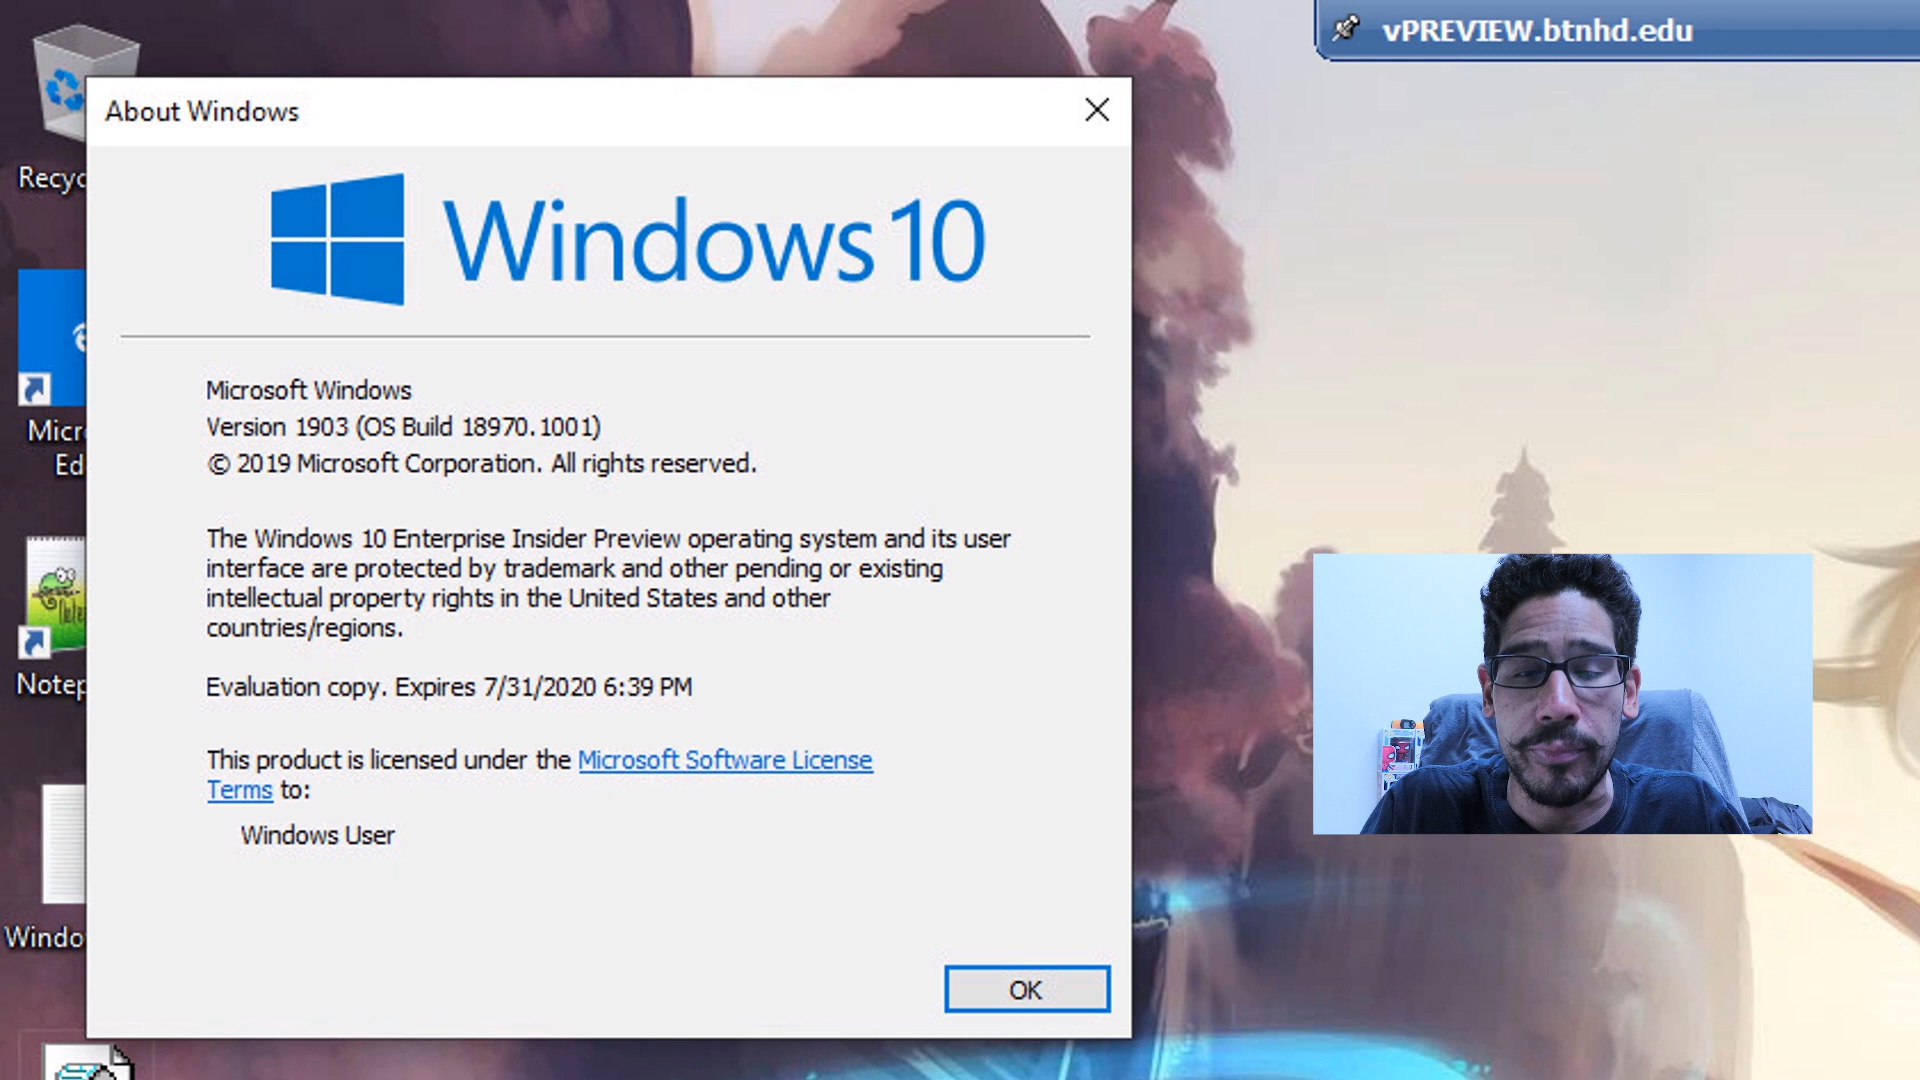 vPREVIEW.btnhd.edu
About Windows
Recyc
Windows 10
Microsoft Windows
Version 1903 (OS Build 18970.1001)
© 2019 Microsoft Corporation. All rights reserved.
Micr
Ed
The Windows 10 Enterprise Insider Preview operating system and its user
interface are protected by trademark and other pending or existing
intellectual property rights in the United States and other
countries/regions.
Notep
Evaluation copy. Expires 7/31/2020 6:39 PM
This product is licensed under the Microsoft Software License
Terms to:
Windows User
Windo
OK